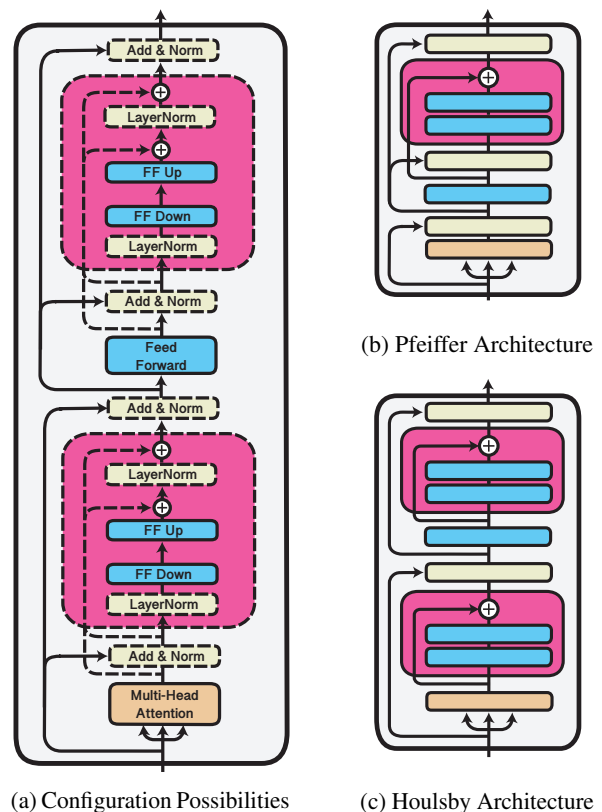 Add & Norm
LayerNorm
FF Up
FF Down
LayerNorm
Add & Norm
Feed
Forward
Add & Norm
LayerNorm
FF Up
FF Down
LayerNorm
Add & Norm
Multi-Head
Attention
(a) Configuration Possibilities
(b) Pfeiffer Architecture
(c) Houlsby Architecture